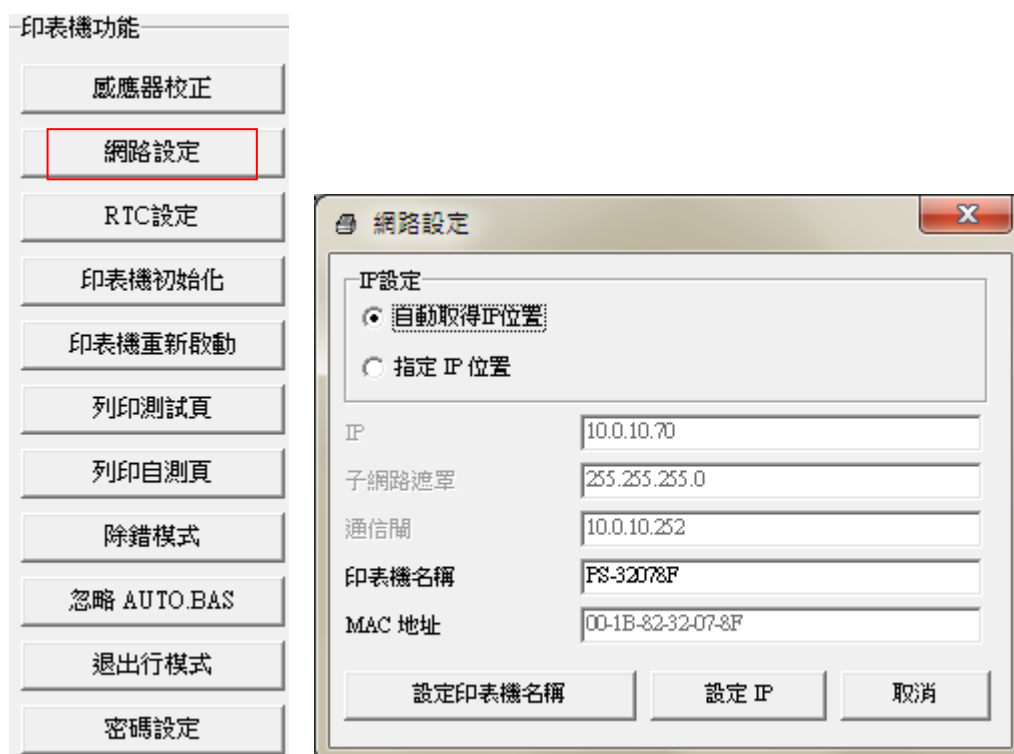 印表機功能
感應器校正
網路設定
RTC設定
印表機初始化
印表機重新啟動
列印測試頁
列印自測頁
除錯模式
忽略 AUTO.BAS
退出行模式
密碼設定
網路設定
IP設定
自動取得IP位置
指定 IP 位置
IP 10.0.10.70
子網路遮罩 255.255.255.0
通信閘 10.0.10.252
印表機名稱 PS-32078F
MAC 地址 00-1B-82-32-07-8F
設定印表機名稱 設定 IP 取消